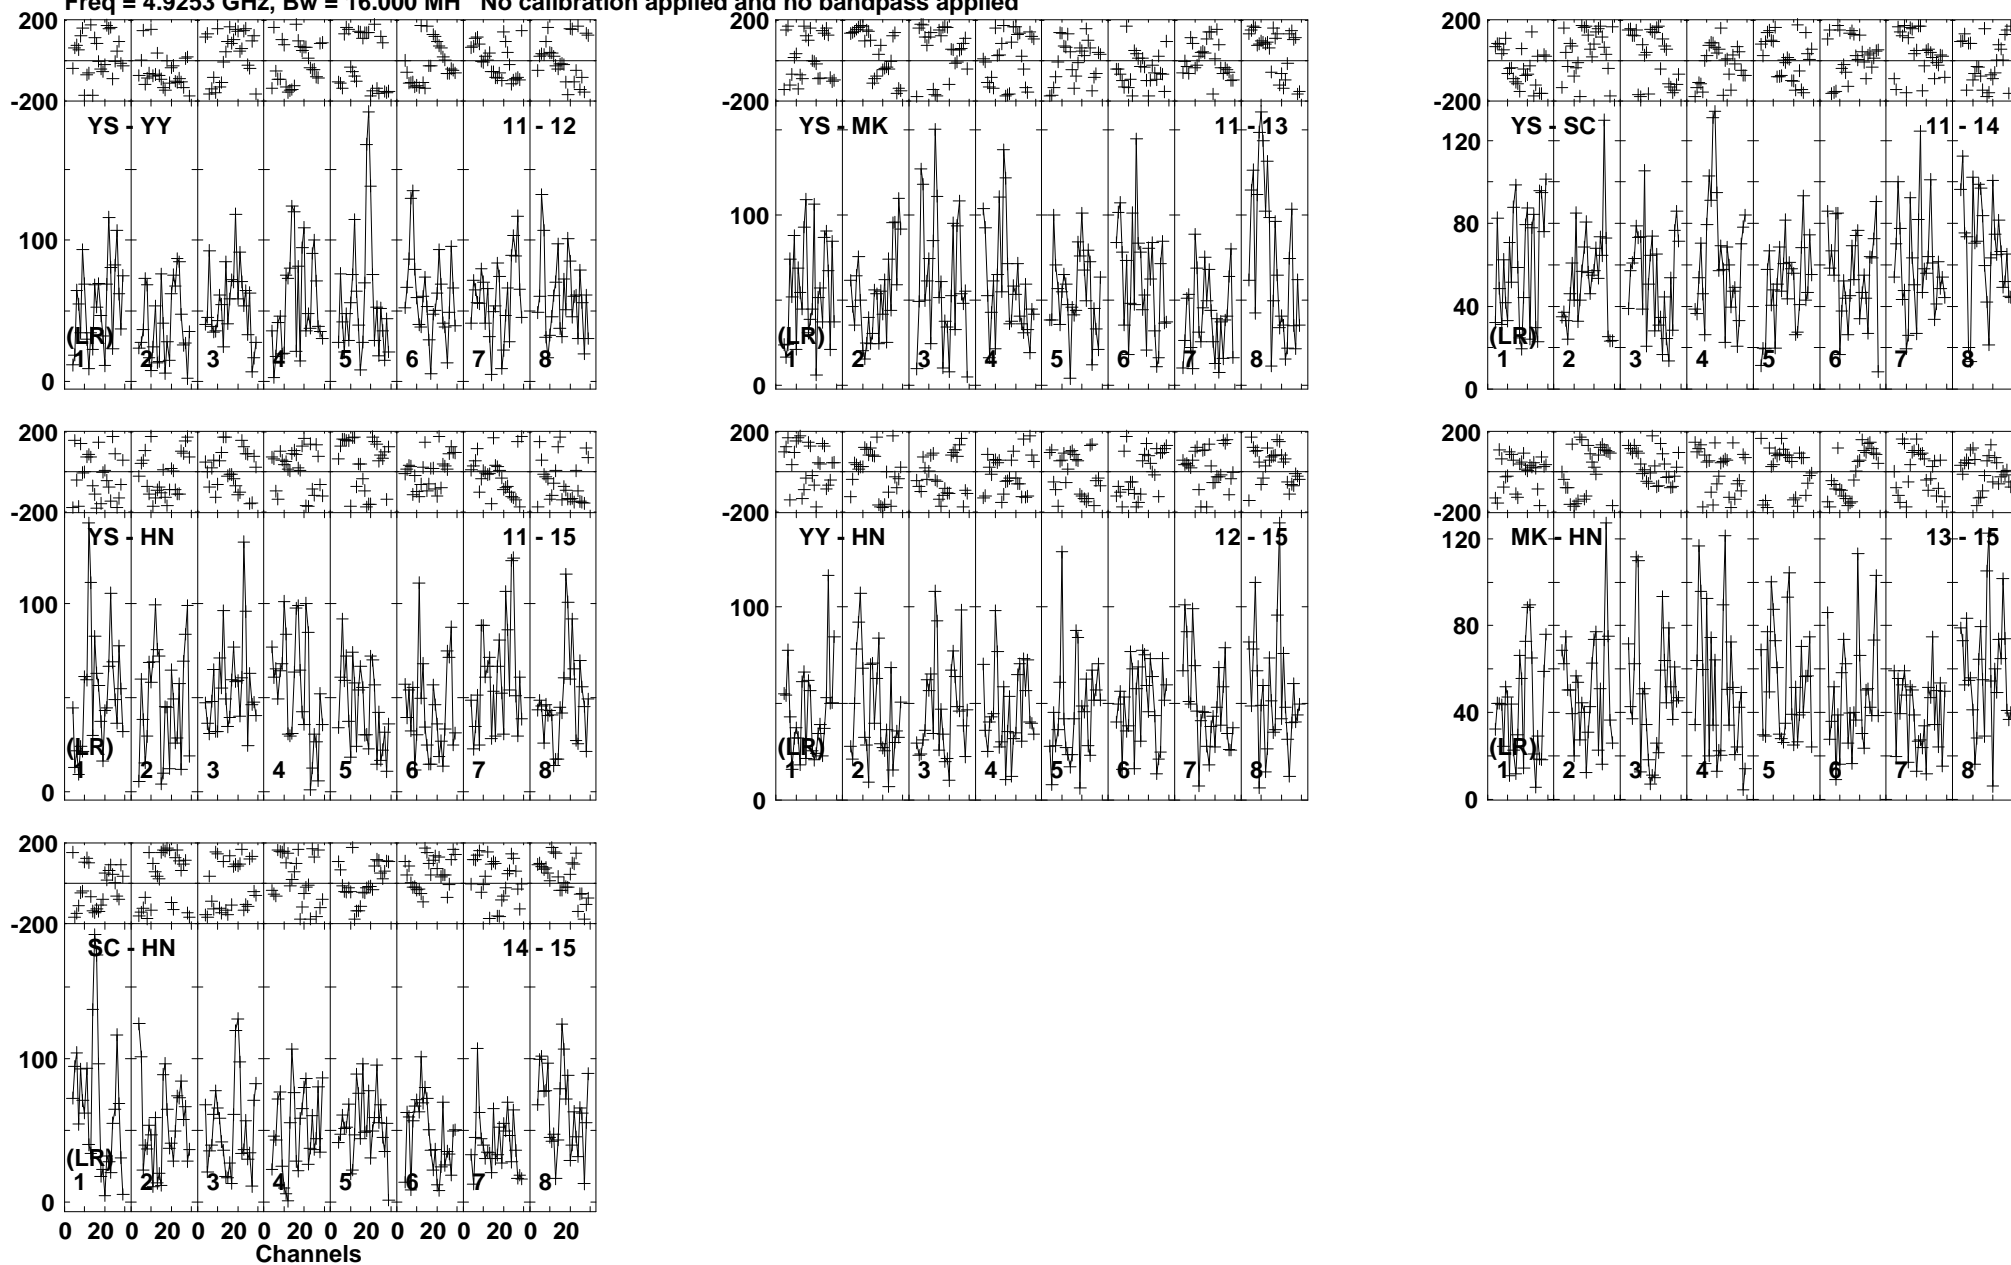 Freq = 4.9253 GHz, Bw = 16.000 MH No calibration applied and no bandpass applied
200
-200
YS - YY 11 - 12
100
(LR)
1 2 3 4 5 6 7 8
0
200
-200
YS - MK 11 - 13
100
(LR)
1 2 3 4 5 6 7 8
0
200
-200
YS - SC 11 - 14
120
80
40
(LR)
1 2 3 4 5 6 7 8
0
200
-200
YS - HN 11 - 15
100
(LR)
1 2 3 4 5 6 7 8
0
200
-200
YY - HN 12 - 15
100
(LR)
1 2 3 4 5 6 7 8
0
200
-200
MK - HN 13 - 15
120
80
40
(LR)
1 2 3 4 5 6 7 8
0
200
-200
SC - HN 14 - 15
100
(LR)
1 2 3 4 5 6 7 8
0
0 20 0 20 0 20 0 20 0 20 0 20 0 20 0 20
Channels